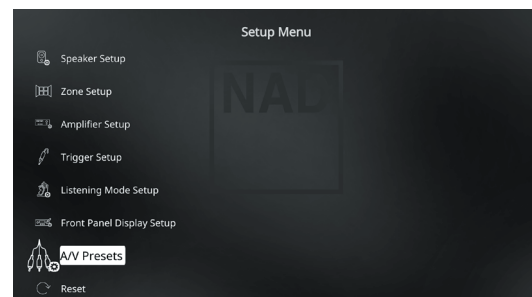 Setup Menu
Speaker Setup
Zone Setup
Amplifier Setup
Trigger Setup
Listening Mode Setup
Front Panel Display Setup
A/V Presets
Reset
NAD